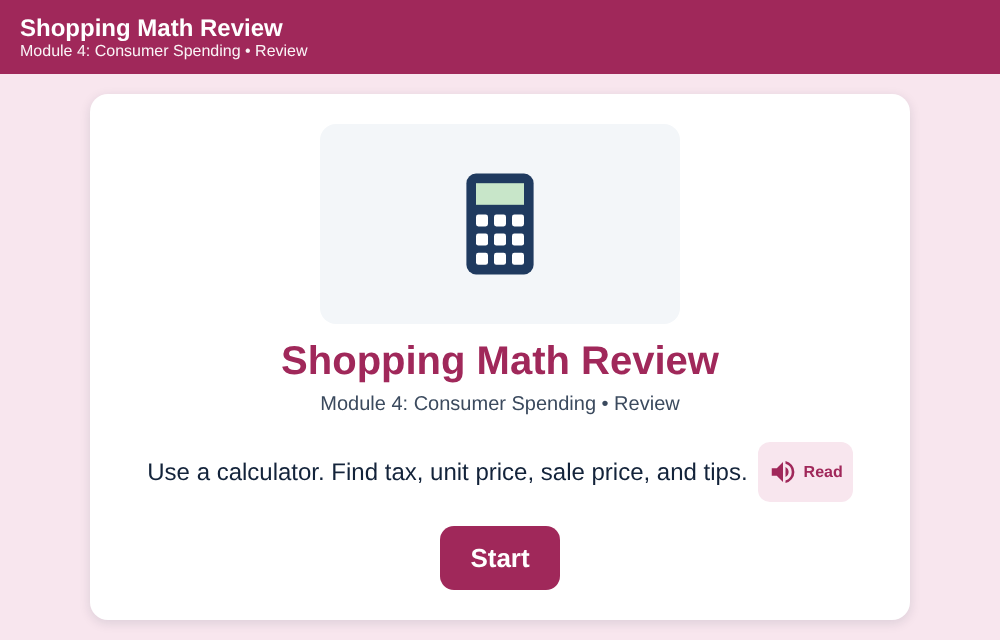 Shopping Math Review
Module 4: Consumer Spending • Review
Shopping Math Review
Module 4: Consumer Spending • Review
Use a calculator. Find tax, unit price, sale price, and tips.
Read
Start